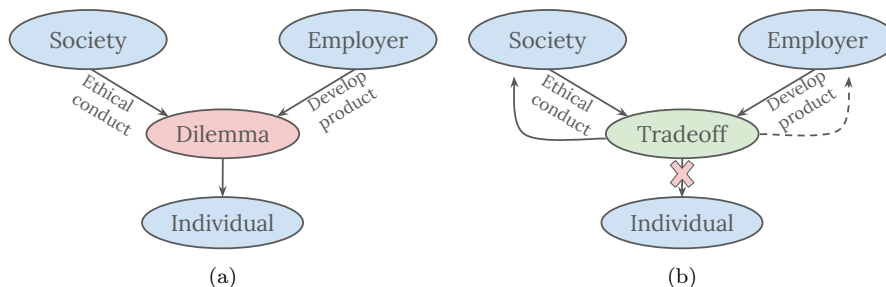 Society
Employer
Ethical
conduct
Develop
product
Dilemma
Individual
(a)
Society
Employer
Ethical
conduct
Develop
product
Tradeoff
Individual
(b)